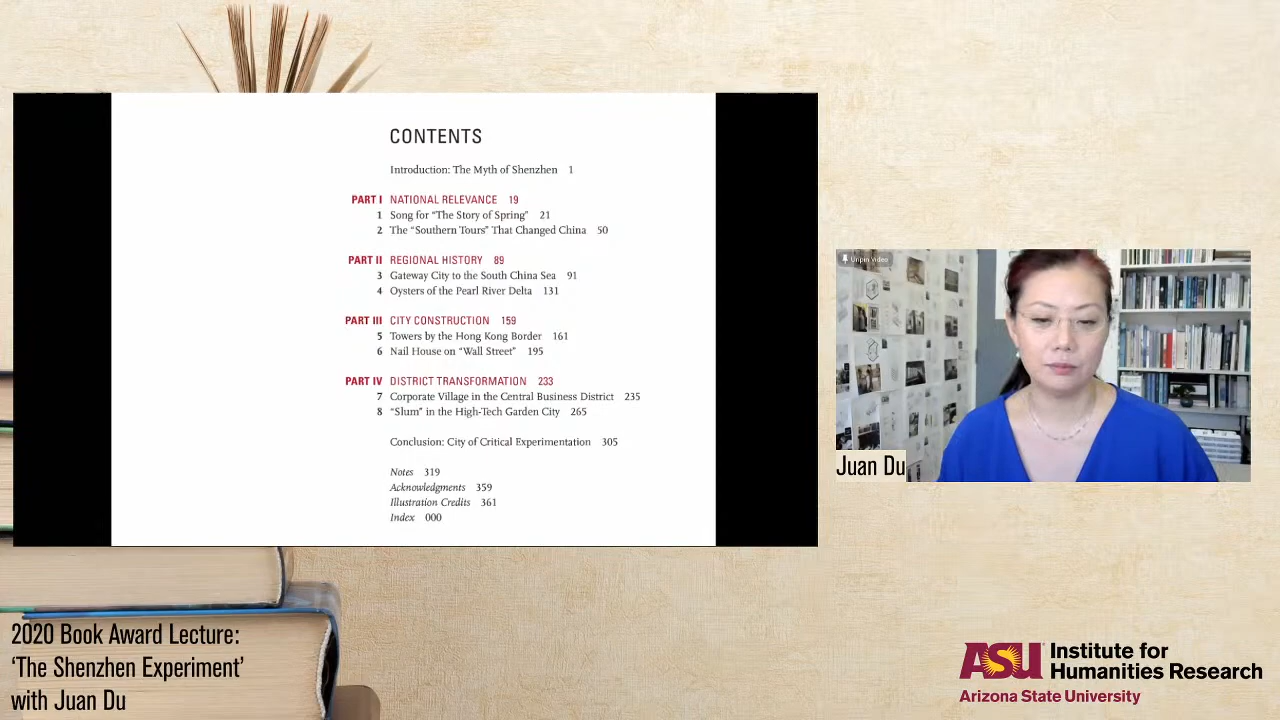 CONTENTS
Introduction: The Myth of Shenzhen 1
PART I NATIONAL RELEVANCE 19
1 Song for “The Story of Spring” 21
2 The “Southern Tours” That Changed China 50
PART II REGIONAL HISTORY 89
3 Gateway City to the South China Sea 91
4 Oysters of the Pearl River Delta 131
PART III CITY CONSTRUCTION 159
5 Towers by the Hong Kong Border 161
6 Nail House on “Wall Street” 195
PART IV DISTRICT TRANSFORMATION 233
7 Corporate Village in the Central Business District 235
8 “Slum” in the High-Tech Garden City 265
Conclusion: City of Critical Experimentation 305
Notes 319
Acknowledgments 359
Illustration Credits 361
Index 000
Unpin Video
Juan Du
2020 Book Award Lecture:
‘The Shenzhen Experiment’
with Juan Du
ASU Institute for
Humanities Research
Arizona State University